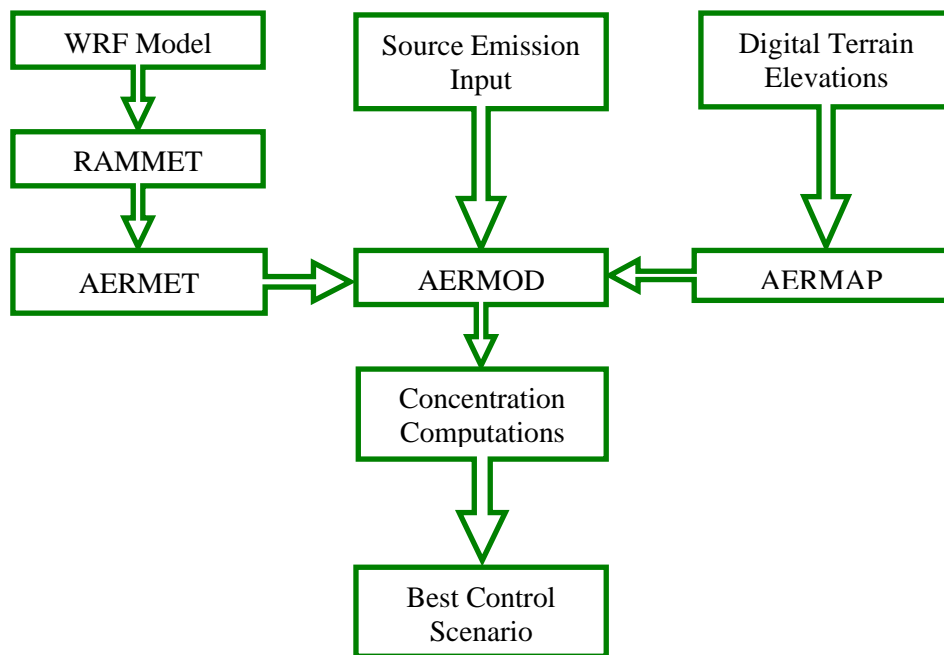 WRF Model
Source Emission
Input
Digital Terrain
Elevations
RAMMET
AERMET
AERMOD
AERMAP
Concentration
Computations
Best Control
Scenario